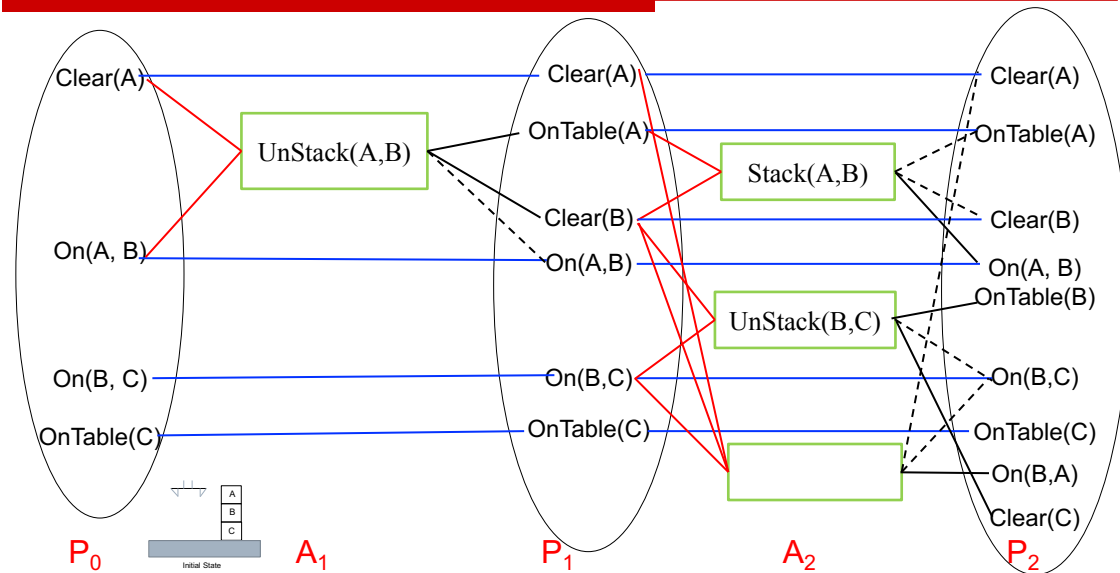 Clear(A)
On(A, B)
On(B, C)
OnTable(C)
UnStack(A,B)
Clear(A)
OnTable(A)
Clear(B)
On(A,B)
On(B,C)
OnTable(C)
Stack(A,B)
UnStack(B,C)
Clear(A)
OnTable(A)
Clear(B)
On(A, B)
OnTable(B)
On(B,C)
OnTable(C)
On(B,A)
Clear(C)
A
B
C
Initial State
P0
A1
P1
A2
P2